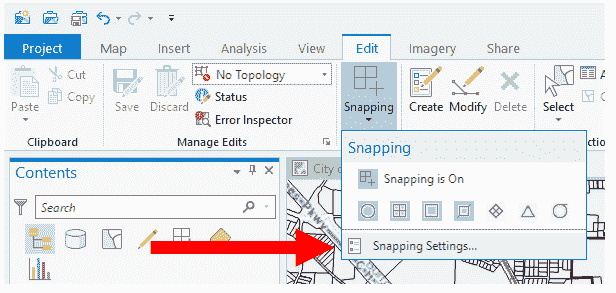 Project Map Insert Analysis View Edit Imagery Share
Paste
Cut
Copy
Clipboard
Save
Discard
No Topology
Status
Error Inspector
Manage Edits
Snapping
Create
Modify
Delete
Select
Contents
Search
City
Snapping
Snapping is On
Snapping Settings...